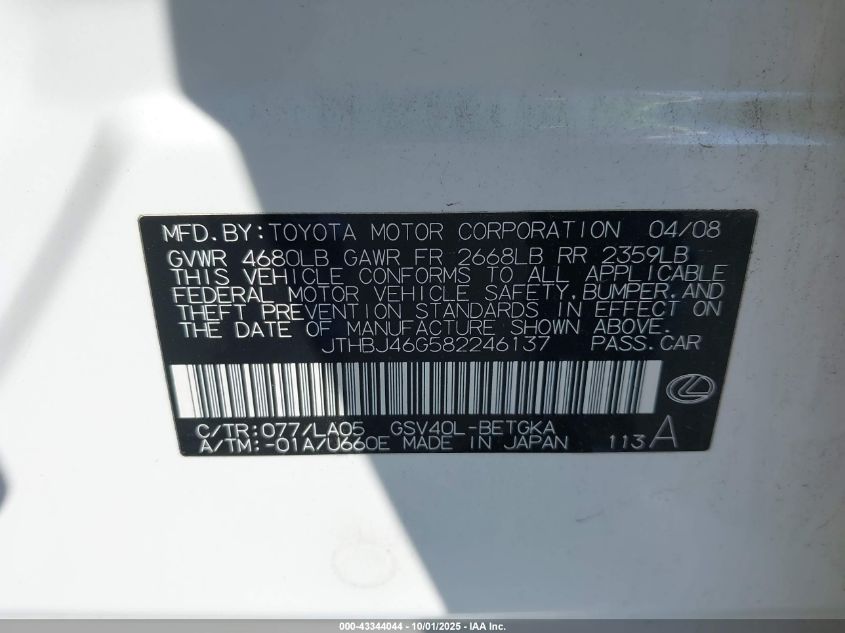 MFD. BY: TOYOTA MOTOR CORPORATION 04/08
GVWR 4680LB GAWR FR 2668LB RR 2359LB
THIS VEHICLE CONFORMS TO ALL APPLICABLE
FEDERAL MOTOR VEHICLE SAFETY, BUMPER, AND
THEFT PREVENTION STANDARDS IN EFFECT ON
THE DATE OF MANUFACTURE SHOWN ABOVE.
JTHBJ46G582246137 PASS. CAR
C/TR: 077/LA05 GSV40L-BETGKA
A/TM: -01A/U660E MADE IN JAPAN 113 A
000-43344044 • 10/01/2025 • IAA Inc.